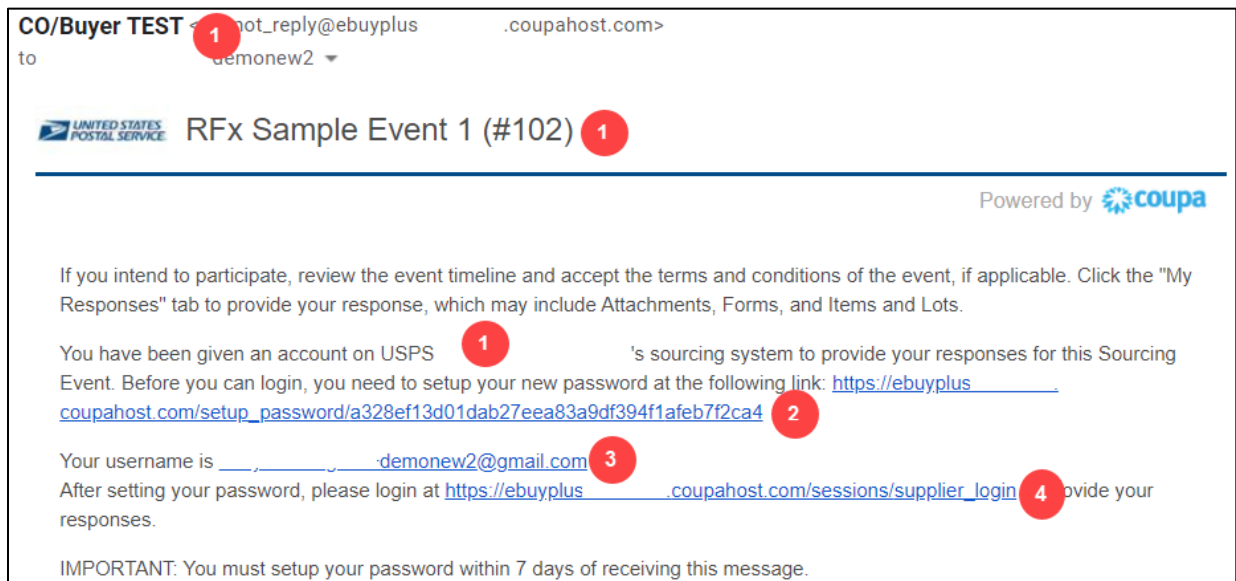 CO/Buyer TEST < 1 not_reply@ebuyplus .coupahost.com>
to demonew2
UNITED STATES POSTAL SERVICE RFx Sample Event 1 (#102) 1
Powered by coupa
If you intend to participate, review the event timeline and accept the terms and conditions of the event, if applicable. Click the "My
Responses" tab to provide your response, which may include Attachments, Forms, and Items and Lots.
You have been given an account on USPS 1 's sourcing system to provide your responses for this Sourcing
Event. Before you can login, you need to setup your new password at the following link: https://ebuyplus .
coupahost.com/setup_password/a328ef13d01dab27eea83a9df394f1afeb7f2ca4 2
Your username is demonew2@gmail.com 3
After setting your password, please login at https://ebuyplus .coupahost.com/sessions/supplier_login 4 ovide your
responses.
IMPORTANT: You must setup your password within 7 days of receiving this message.